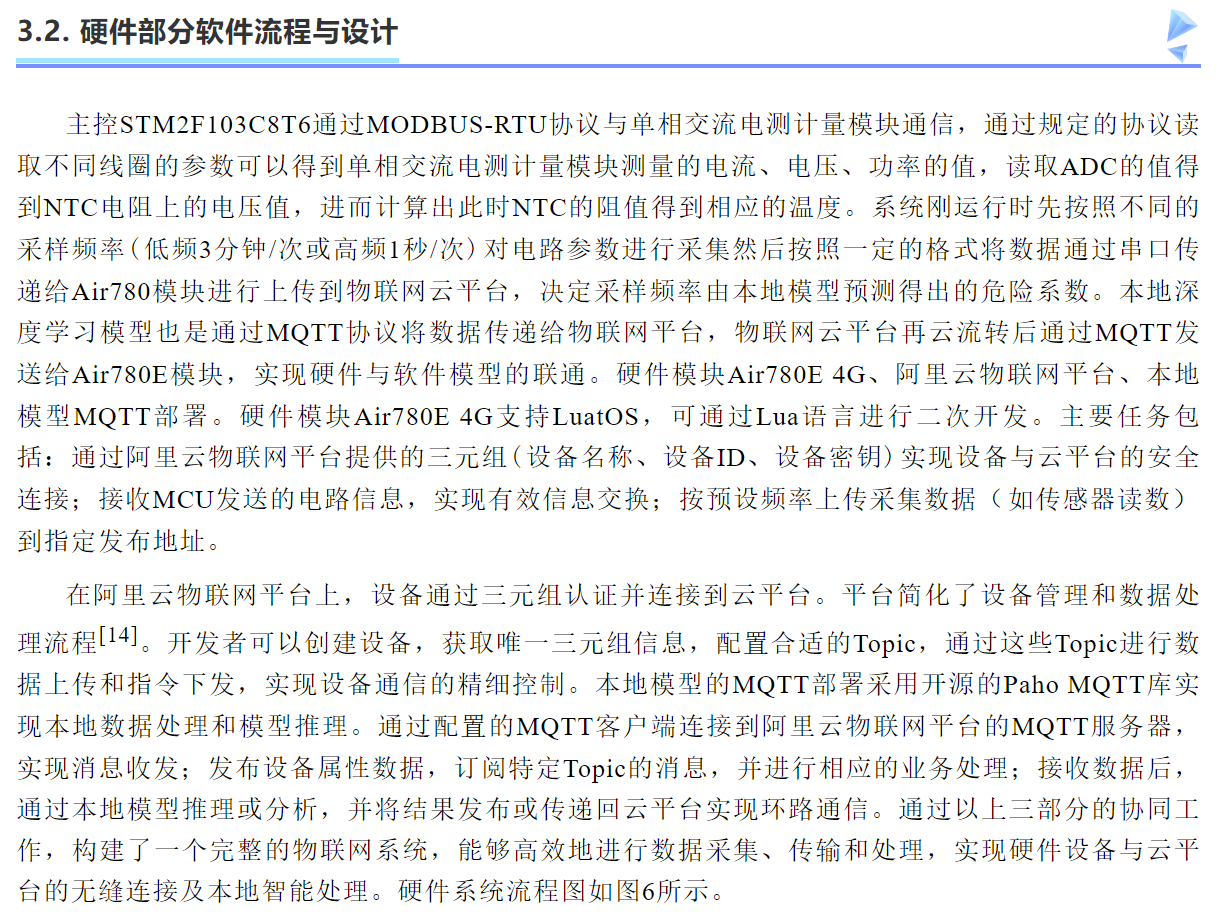 3.2. 硬件部分软件流程与设计
主控STM2F103C8T6通过MODBUS-RTU协议与单相交流电测计量模块通信，通过规定的协议读
取不同线圈的参数可以得到单相交流电测计量模块测量的电流、电压、功率的值，读取ADC的值得
到NTC电阻上的电压值，进而计算出此时NTC的阻值得到相应的温度。系统刚运行时先按照不同的
采样频率(低频3分钟/次或高频1秒/次)对电路参数进行采集然后按照一定的格式将数据通过串口传
递给Air780模块进行上传到物联网云平台，决定采样频率由本地模型预测得出的危险系数。本地深
度学习模型也是通过MQTT协议将数据传递给物联网平台，物联网云平台再云流转后通过MQTT发
送给Air780E模块，实现硬件与软件模型的联通。硬件模块Air780E 4G、阿里云物联网平台、本地
模型MQTT部署。硬件模块Air780E 4G支持LuatOS，可通过Lua语言进行二次开发。主要任务包
括：通过阿里云物联网平台提供的三元组(设备名称、设备ID、设备密钥)实现设备与云平台的安全
连接；接收MCU发送的电路信息，实现有效信息交换；按预设频率上传采集数据（如传感器读数）
到指定发布地址。
在阿里云物联网平台上，设备通过三元组认证并连接到云平台。平台简化了设备管理和数据处
理流程[14]。开发者可以创建设备，获取唯一三元组信息，配置合适的Topic，通过这些Topic进行数
据上传和指令下发，实现设备通信的精细控制。本地模型的MQTT部署采用开源的Paho MQTT库实
现本地数据处理和模型推理。通过配置的MQTT客户端连接到阿里云物联网平台的MQTT服务器，
实现消息收发；发布设备属性数据，订阅特定Topic的消息，并进行相应的业务处理；接收数据后，
通过本地模型推理或分析，并将结果发布或传递回云平台实现环路通信。通过以上三部分的协同工
作，构建了一个完整的物联网系统，能够高效地进行数据采集、传输和处理，实现硬件设备与云平
台的无缝连接及本地智能处理。硬件系统流程图如图6所示。